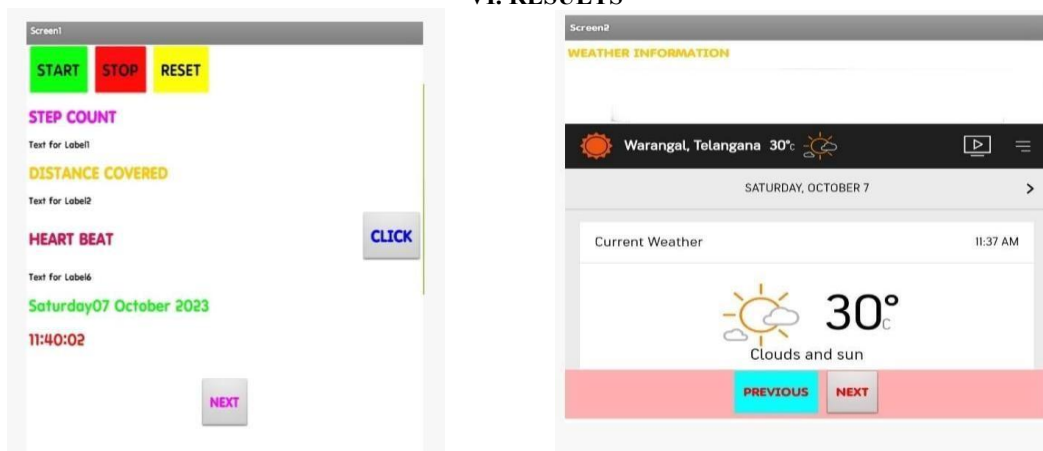 VI. RESULTS
Screen1
START STOP RESET
STEP COUNT
Text for Label1
DISTANCE COVERED
Text for Label2
HEART BEAT
CLICK
Text for Label6
Saturday07 October 2023
11:40:02
NEXT
Screen2
WEATHER INFORMATION
Warangal, Telangana 30°c
SATURDAY, OCTOBER 7
Current Weather 11:37 AM
30°C
Clouds and sun
PREVIOUS NEXT